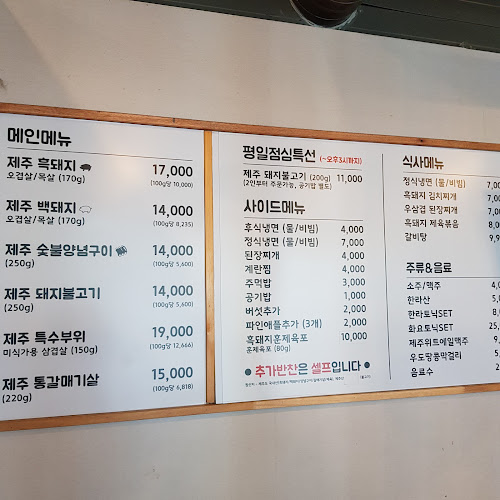 메인메뉴
제주 흑돼지 17,000
오겹살/목살 (170g) (100g당 10,000)
제주 백돼지 14,000
오겹살/목살 (170g) (100g당 8,235)
제주 숯불양념구이 14,000
(250g) (100g당 5,600)
제주 돼지불고기 14,000
(250g) (100g당 5,600)
제주 특수부위 19,000
미식가용 삼겹살 (150g) (100g당 12,666)
제주 통갈매기살 15,000
(220g) (100g당 6,818)
평일점심특선 (~오후3시까지)
제주 돼지불고기 (200g) 11,000
(2인부터 주문가능, 공기밥 별도)
사이드메뉴
후식냉면 (물/비빔) 4,000
정식냉면 (물/비빔) 7,000
된장찌개 4,000
계란찜 4,000
주먹밥 3,000
공기밥 1,000
버섯추가 2,000
파인애플추가 (3개) 2,000
흑돼지훈제육포 10,000
훈제육포 (80g)
• 추가반찬은 셀프입니다 •
식사메뉴
정식냉면 (물/비빔) 7,
흑돼지 김치찌개 7,00
우삼겹 된장찌개 7,00
흑돼지 제육볶음 8,00
갈비탕 9,9
주류&음료
소주/맥주
한라산
한라토닉SET
화요토닉SET
제주위트에일맥주
우도땅콩막걸리
음료수